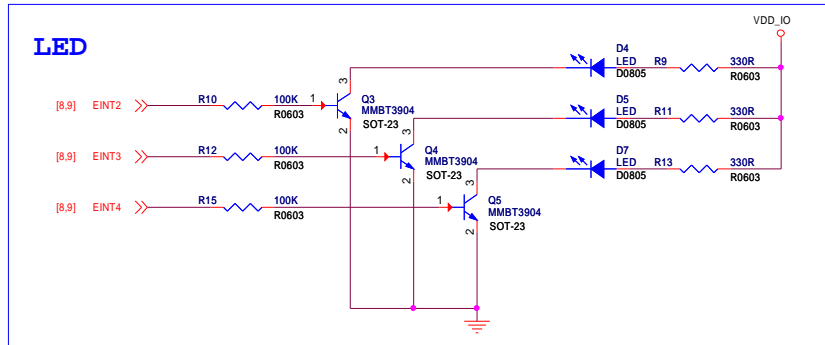 VDD_IO
LED
D4
LED R9 330R
D0805 R0603
3
[8,9] EINT2 R10 100K 1 Q3
R0603 MMBT3904
SOT-23
2
D5
LED R11 330R
D0805 R0603
3
[8,9] EINT3 R12 100K 1 Q4
R0603 MMBT3904
SOT-23
2
D7
LED R13 330R
D0805 R0603
3
[8,9] EINT4 R15 100K 1 Q5
R0603 MMBT3904
SOT-23
2